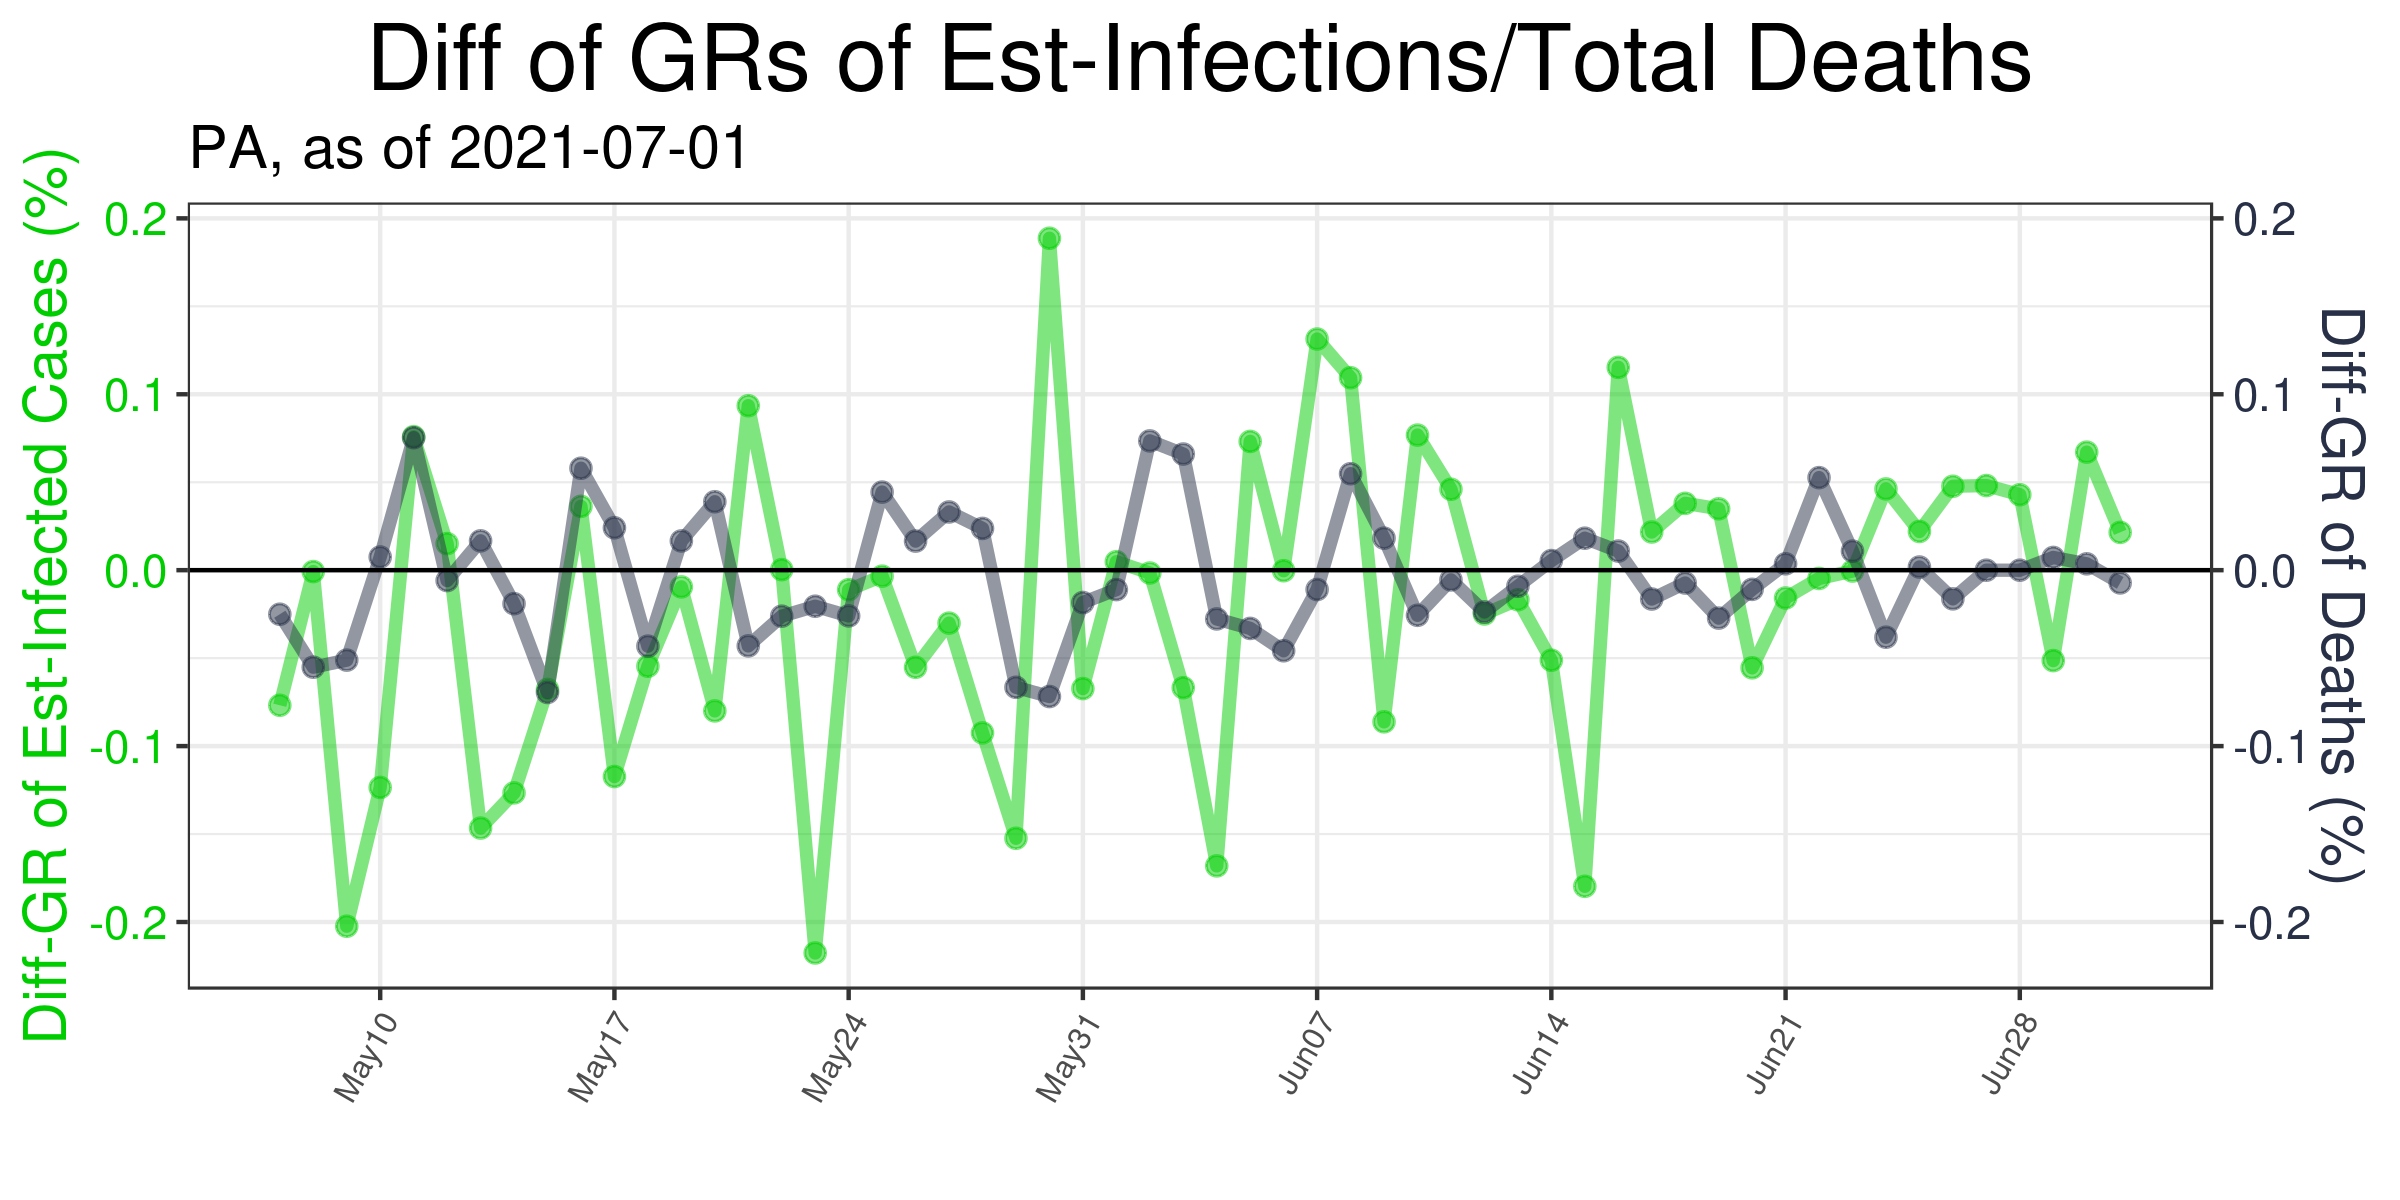 Diff of GRs of Est-Infections/Total Deaths
PA, as of 2021-07-01
Diff-GR of Est-Infected Cases (%)
0.2
0.1
0.0
-0.1
-0.2
0.2
0.1
0.0
-0.1
-0.2
Diff-GR of Deaths (%)
May10
May17
May24
May31
Jun07
Jun14
Jun21
Jun28